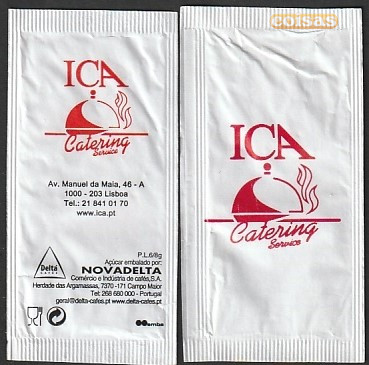 ICA
Catering
Service
Av. Manuel da Maia, 46 - A
1000 - 203 Lisboa
Tel.: 21 841 01 70
www.ica.pt
P.L.6/8g
Açúcar embalado por:
Delta
CAFÉS
NOVADELTA
Comércio e Indústria de cafés,S.A.
Herdade das Argamassas, 7370 -171 Campo Maior
Tel: 268 680 000 - Portugal
geral@delta-cafes.pt www.delta-cafes.pt
emba
coisas
ICA
Catering
Service